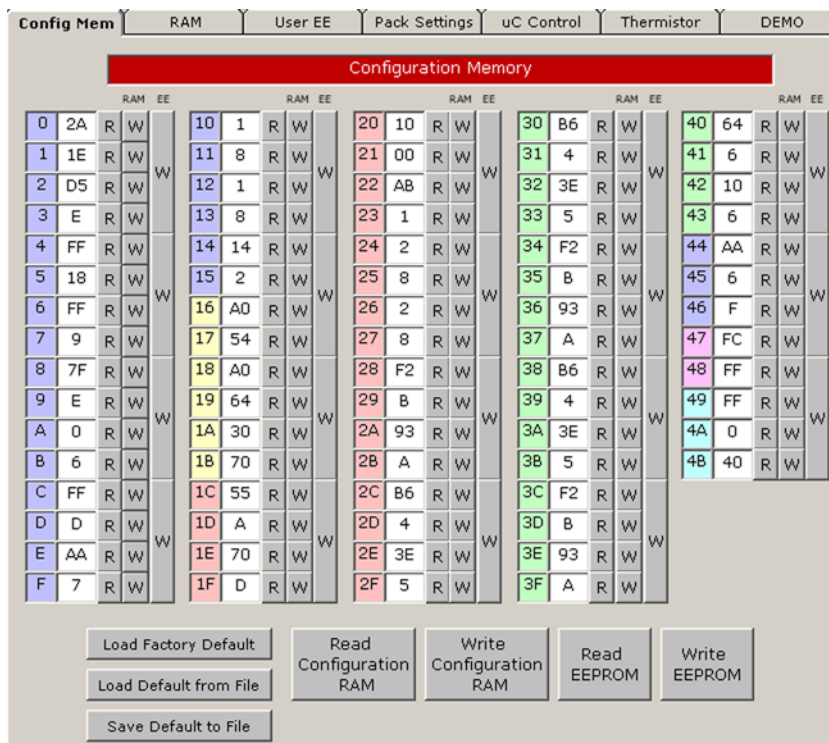 Config Mem RAM User EE Pack Settings uC Control Thermistor DEMO
Configuration Memory
RAM EE RAM EE RAM EE RAM EE RAM EE
0 2A R W 10 1 R W 20 10 R W 30 B6 R W 40 64 R W
1 1E R W 11 8 R W 21 00 R W 31 4 R W 41 6 R W
W W W W W
2 D5 R W 12 1 R W 22 AB R W 32 3E R W 42 10 R W
3 E R W 13 8 R W 23 1 R W 33 5 R W 43 6 R W
4 FF R W 14 14 R W 24 2 R W 34 F2 R W 44 AA R W
5 18 R W 15 2 R W 25 8 R W 35 B R W 45 6 R W
W W W W W
6 FF R W 16 A0 R W 26 2 R W 36 93 R W 46 F R W
7 9 R W 17 54 R W 27 8 R W 37 A R W 47 FC R W
8 7F R W 18 A0 R W 28 F2 R W 38 B6 R W 48 FF R W
9 E R W 19 64 R W 29 B R W 39 4 R W 49 FF R W
W W W W W
A 0 R W 1A 30 R W 2A 93 R W 3A 3E R W 4A 0 R W
B 6 R W 1B 70 R W 2B A R W 3B 5 R W 4B 40 R W
C FF R W 1C 55 R W 2C B6 R W 3C F2 R W
D D R W 1D A R W 2D 4 R W 3D B R W
W W W W
E AA R W 1E 70 R W 2E 3E R W 3E 93 R W
F 7 R W 1F D R W 2F 5 R W 3F A R W
Load Factory Default
Load Default from File
Save Default to File
Read
Configuration
RAM
Write
Configuration
RAM
Read
EEPROM
Write
EEPROM